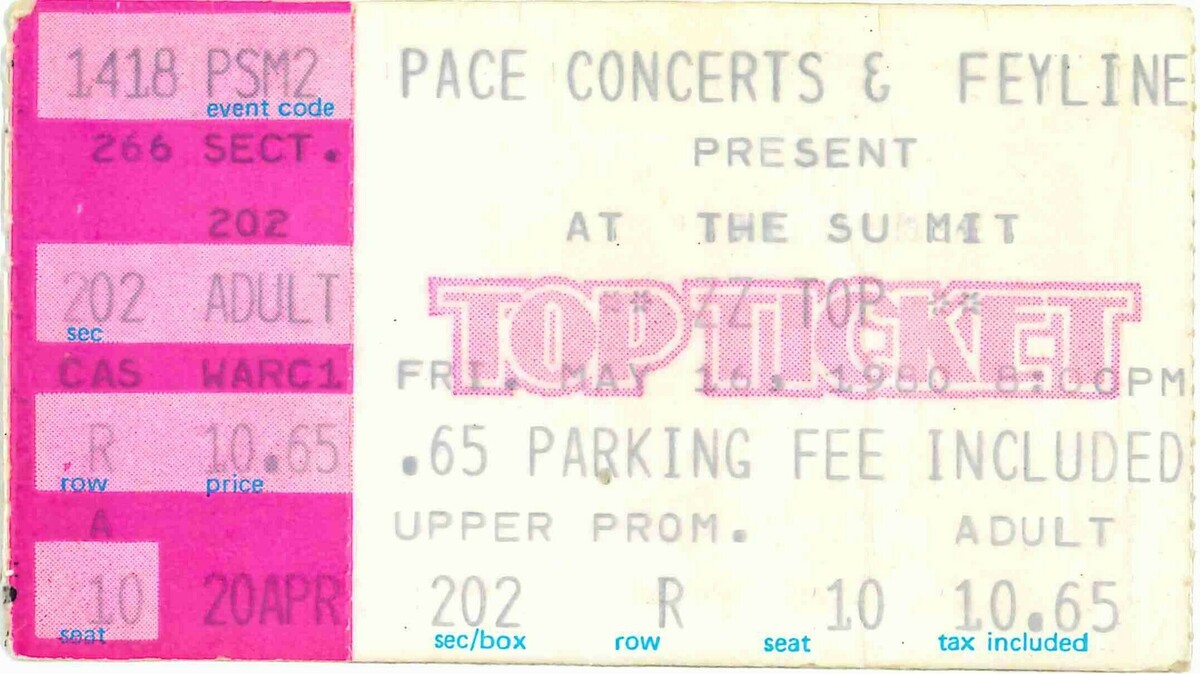 1418 PSM2
event code
266 SECT.
202
202 ADULT
sec
CAS WARC1
R 10.65
row price
A
10 20APR
seat
PACE CONCERTS & FEYLINE
PRESENT
AT THE SUMMIT
** ZZ TOP **
TOP TICKET
FRI. MAY 16, 1980 8:00PM
.65 PARKING FEE INCLUDED
UPPER PROM. ADULT
202 R 10 10.65
sec/box row seat tax included